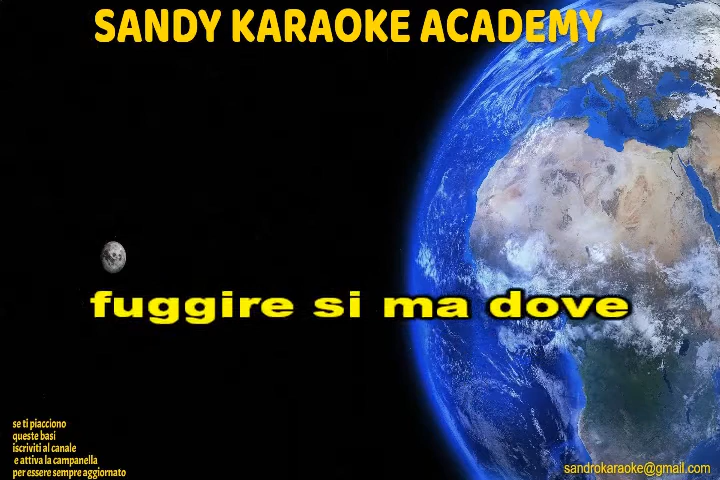 SANDY KARAOKE ACADEMY
fuggire si ma dove
se ti piacciono
queste basi
iscriviti al canale
e attiva la campanella
per essere sempre aggiornato
sandrokaraoke@gmail.com